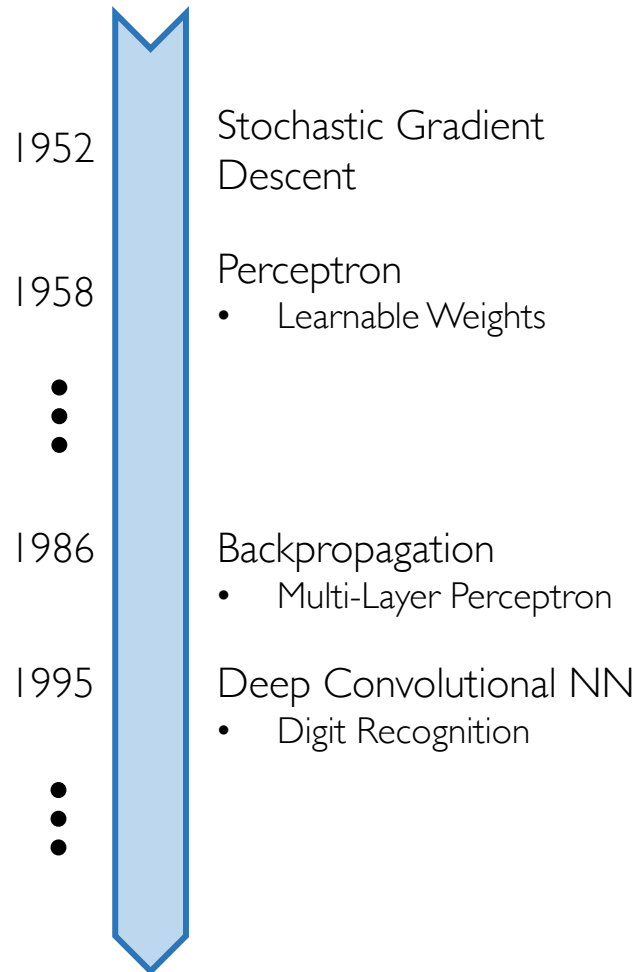 1952
Stochastic Gradient
Descent
1958
Perceptron
• Learnable Weights
1986
Backpropagation
• Multi-Layer Perceptron
1995
Deep Convolutional NN
• Digit Recognition